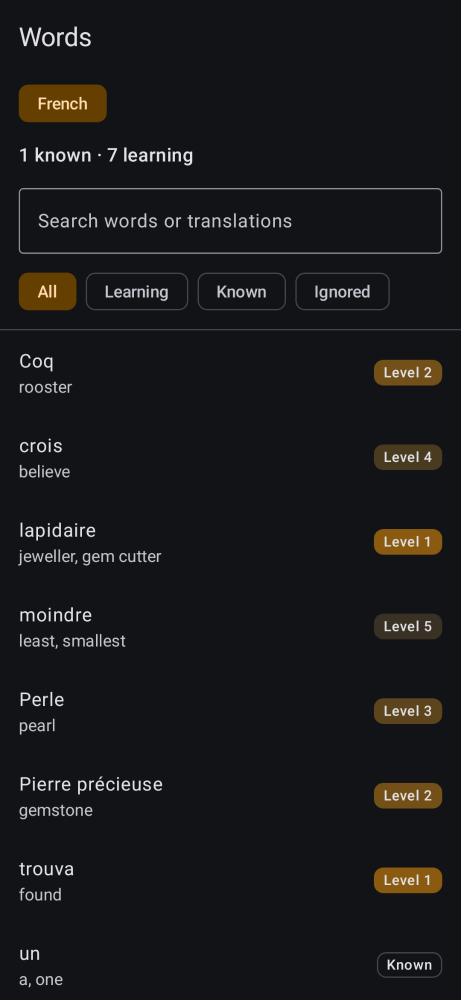 Words
French
1 known · 7 learning
Search words or translations
All Learning Known Ignored
Coq
rooster
Level 2
crois
believe
Level 4
lapidaire
jeweller, gem cutter
Level 1
moindre
least, smallest
Level 5
Perle
pearl
Level 3
Pierre précieuse
gemstone
Level 2
trouva
found
Level 1
un
a, one
Known